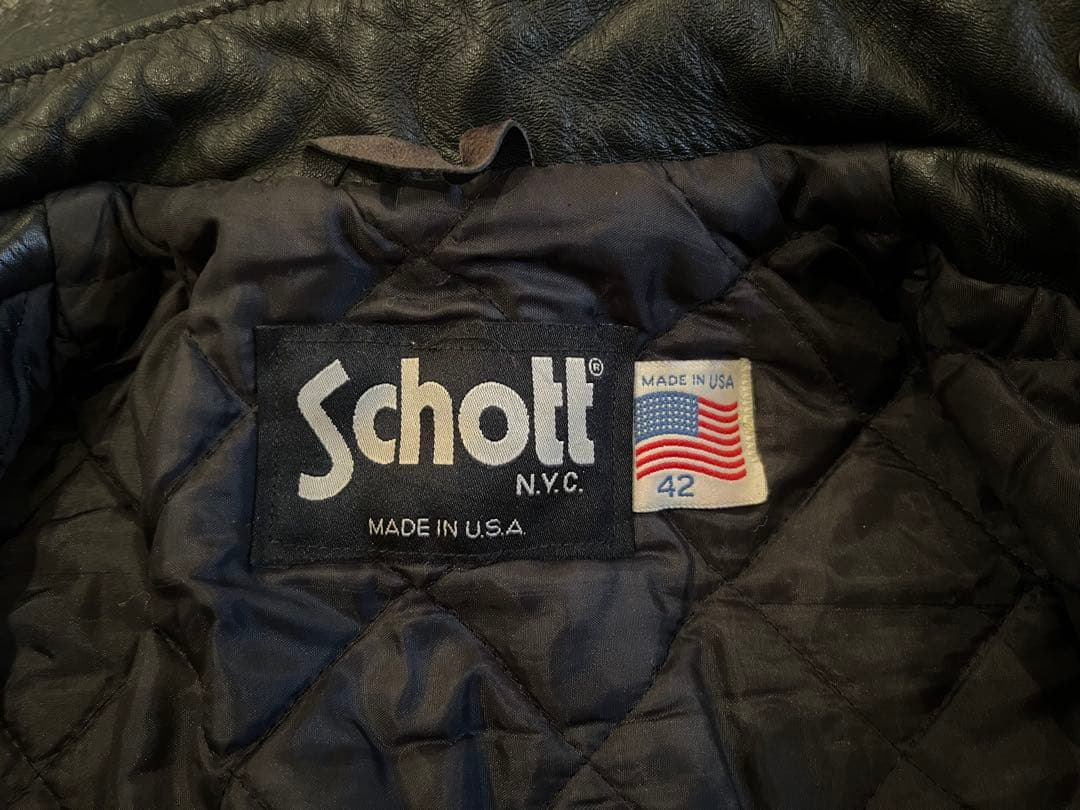 Schott®
N.Y.C.
MADE IN U.S.A.
MADE IN USA
42